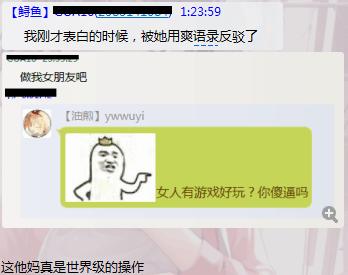 【鲟鱼】 1:23:59
我刚才表白的时候，被她用爽语录反驳了
做我女朋友吧
【油煎】ywwuyi
女人有游戏好玩？你傻逼吗
这他妈真是世界级的操作